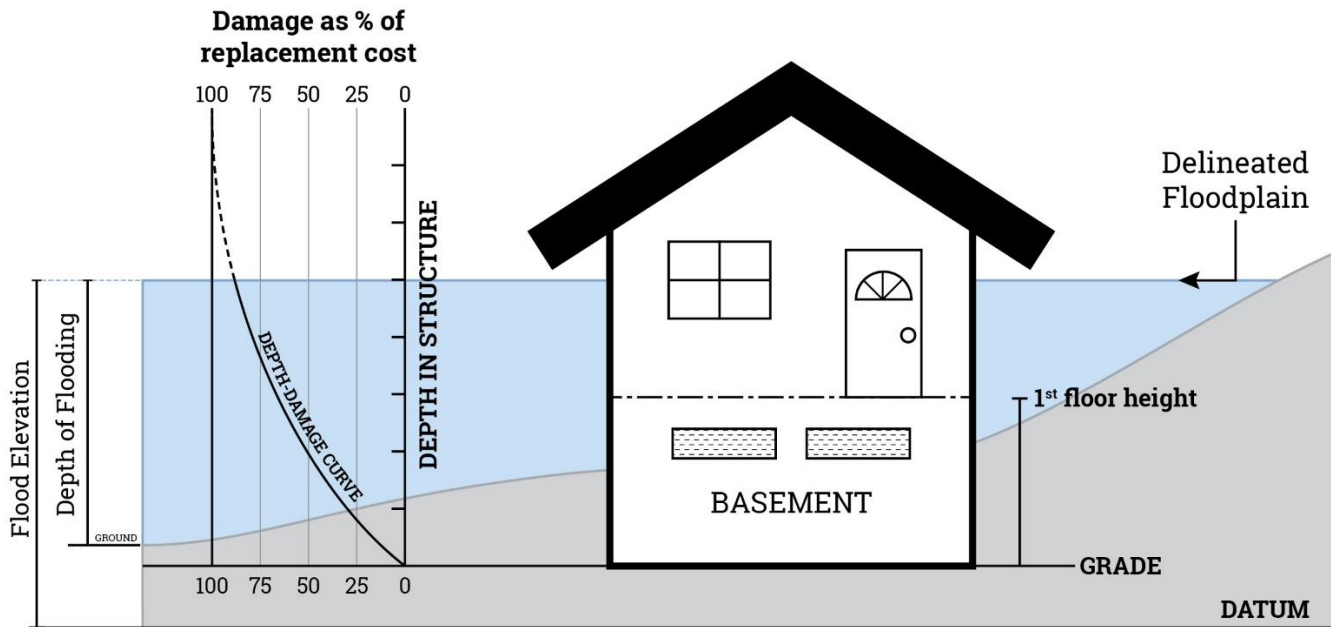 Damage as % of
replacement cost
100 75 50 25 0
Delineated
Floodplain
DEPTH IN STRUCTURE
DEPTH-DAMAGE CURVE
Flood Elevation
Depth of Flooding
1st floor height
BASEMENT
GROUND
GRADE
100 75 50 25 0
DATUM